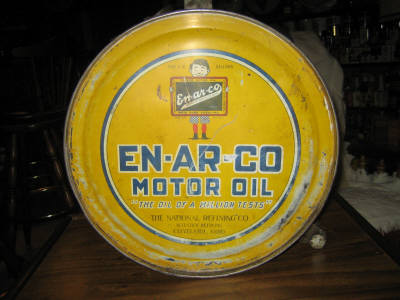 En-ar-co
EN-AR-CO
MOTOR OIL
"THE OIL OF A MILLION TESTS"
THE NATIONAL REFINING CO.
CLEVELAND, OHIO